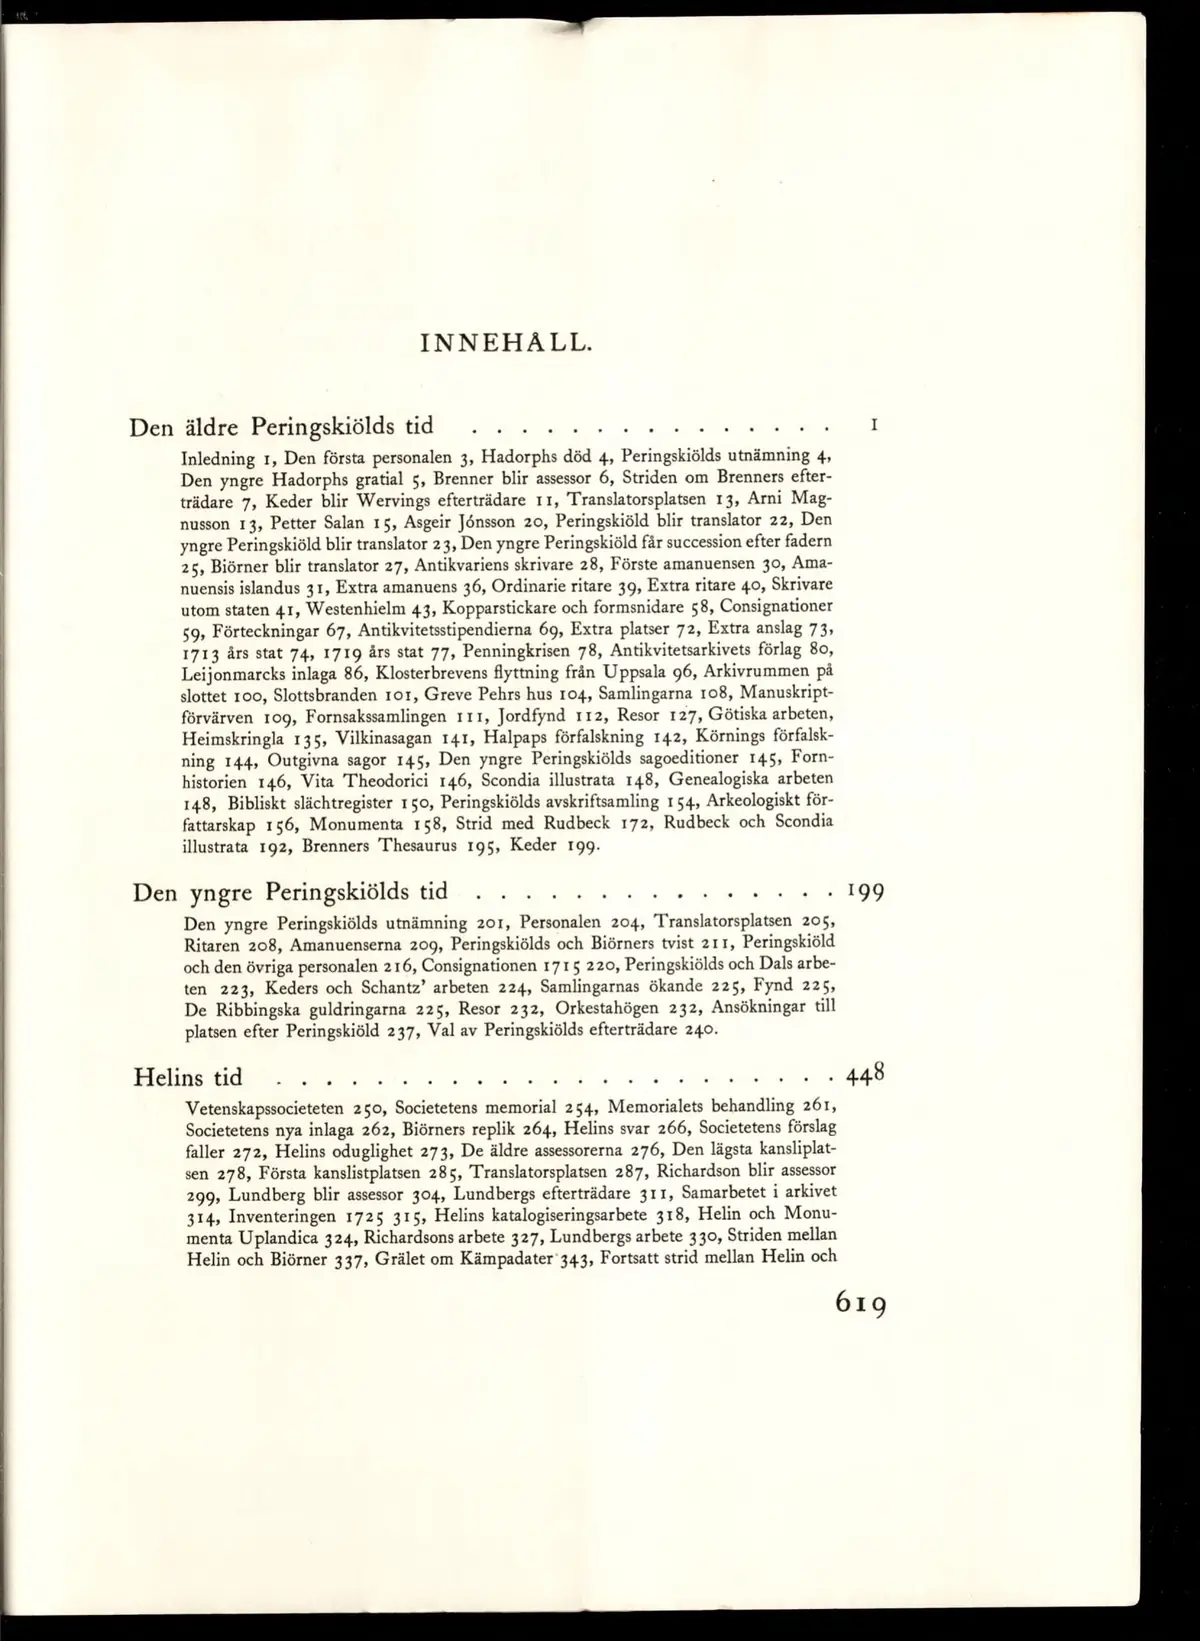 INNEHÅLL.
Den äldre Peringskiölds tid . . . . . . . . . . . . . . . 1
Inledning 1, Den första personalen 3, Hadorphs död 4, Peringskiölds utnämning 4,
Den yngre Hadorphs gratial 5, Brenner blir assessor 6, Striden om Brenners efter-
trädare 7, Keder blir Wervings efterträdare 11, Translatorsplatsen 13, Arni Mag-
nusson 13, Petter Salan 15, Asgeir Jónsson 20, Peringskiöld blir translator 22, Den
yngre Peringskiöld blir translator 23, Den yngre Peringskiöld får succession efter fadern
25, Biörner blir translator 27, Antikvariens skrivare 28, Förste amanuensen 30, Ama-
nuensis islandus 31, Extra amanuens 36, Ordinarie ritare 39, Extra ritare 40, Skrivare
utom staten 41, Westenhielm 43, Kopparstickare och formsnidare 58, Consignationer
59, Förteckningar 67, Antikvitetsstipendierna 69, Extra platser 72, Extra anslag 73,
1713 års stat 74, 1719 års stat 77, Penningkrisen 78, Antikvitetsarkivets förlag 80,
Leijonmarcks inlaga 86, Klosterbrevens flyttning från Uppsala 96, Arkivrummen på
slottet 100, Slottsbranden 101, Greve Pehrs hus 104, Samlingarna 108, Manuskript-
förvärven 109, Fornsakssamlingen 111, Jordfynd 112, Resor 127, Götiska arbeten,
Heimskringla 135, Vilkinasagan 141, Halpaps förfalskning 142, Körnings förfalsk-
ning 144, Outgivna sagor 145, Den yngre Peringskiölds sagoeditioner 145, Forn-
historien 146, Vita Theodorici 146, Scondia illustrata 148, Genealogiska arbeten
148, Bibliskt slächtregister 150, Peringskiölds avskriftsamling 154, Arkeologiskt för-
fattarskap 156, Monumenta 158, Strid med Rudbeck 172, Rudbeck och Scondia
illustrata 192, Brenners Thesaurus 195, Keder 199.
Den yngre Peringskiölds tid . . . . . . . . . . . . . . . 199
Den yngre Peringskiölds utnämning 201, Personalen 204, Translatorsplatsen 205,
Ritaren 208, Amanuenserna 209, Peringskiölds och Biörners tvist 211, Peringskiöld
och den övriga personalen 216, Consignationen 1715 220, Peringskiölds och Dals arbe-
ten 223, Keders och Schantz’ arbeten 224, Samlingarnas ökande 225, Fynd 225,
De Ribbingska guldringarna 225, Resor 232, Orkestahögen 232, Ansökningar till
platsen efter Peringskiöld 237, Val av Peringskiölds efterträdare 240.
Helins tid . . . . . . . . . . . . . . . . . . . . . . . 448
Vetenskapssocieteten 250, Societetens memorial 254, Memorialets behandling 261,
Societetens nya inlaga 262, Biörners replik 264, Helins svar 266, Societetens förslag
faller 272, Helins oduglighet 273, De äldre assessorerna 276, Den lägsta kansliplat-
sen 278, Första kanslistplatsen 285, Translatorsplatsen 287, Richardson blir assessor
299, Lundberg blir assessor 304, Lundbergs efterträdare 311, Samarbetet i arkivet
314, Inventeringen 1725 315, Helins katalogiseringsarbete 318, Helin och Monu-
menta Uplandica 324, Richardsons arbete 327, Lundbergs arbete 330, Striden mellan
Helin och Biörner 337, Grälet om Kämpadater 343, Fortsatt strid mellan Helin och
619